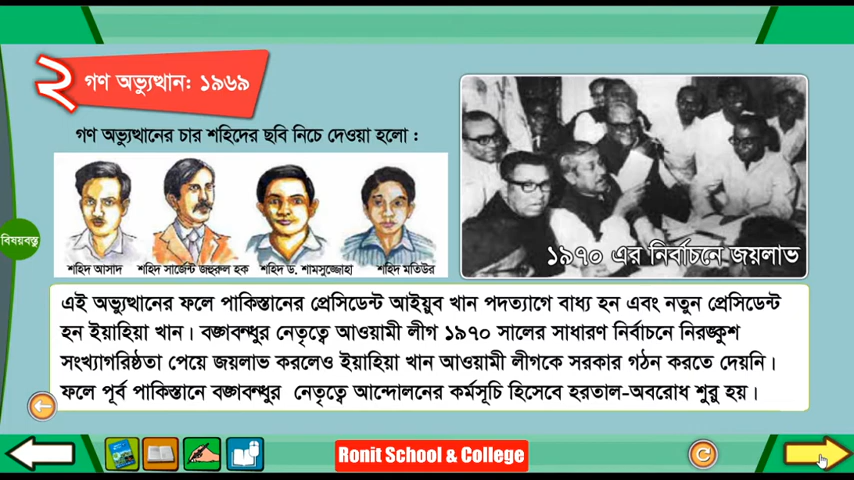 ২
গণ অভ্যুত্থান: ১৯৬৯
গণ অভ্যুত্থানের চার শহিদের ছবি নিচে দেওয়া হলো :
শহিদ আসাদ
শহিদ সার্জেন্ট জহুরুল হক
শহিদ ড. শামসুজ্জোহা
শহিদ মতিউর
১৯৭০ এর নির্বাচনে জয়লাভ
বিষয়বস্তু
এই অভ্যুত্থানের ফলে পাকিস্তানের প্রেসিডেন্ট আইয়ুব খান পদত্যাগে বাধ্য হন এবং নতুন প্রেসিডেন্ট
হন ইয়াহিয়া খান। বঙ্গবন্ধুর নেতৃত্বে আওয়ামী লীগ ১৯৭০ সালের সাধারণ নির্বাচনে নিরঙ্কুশ
সংখ্যাগরিষ্ঠতা পেয়ে জয়লাভ করলেও ইয়াহিয়া খান আওয়ামী লীগকে সরকার গঠন করতে দেয়নি।
ফলে পূর্ব পাকিস্তানে বঙ্গবন্ধুর নেতৃত্বে আন্দোলনের কর্মসূচি হিসেবে হরতাল-অবরোধ শুরু হয়।
Ronit School & College